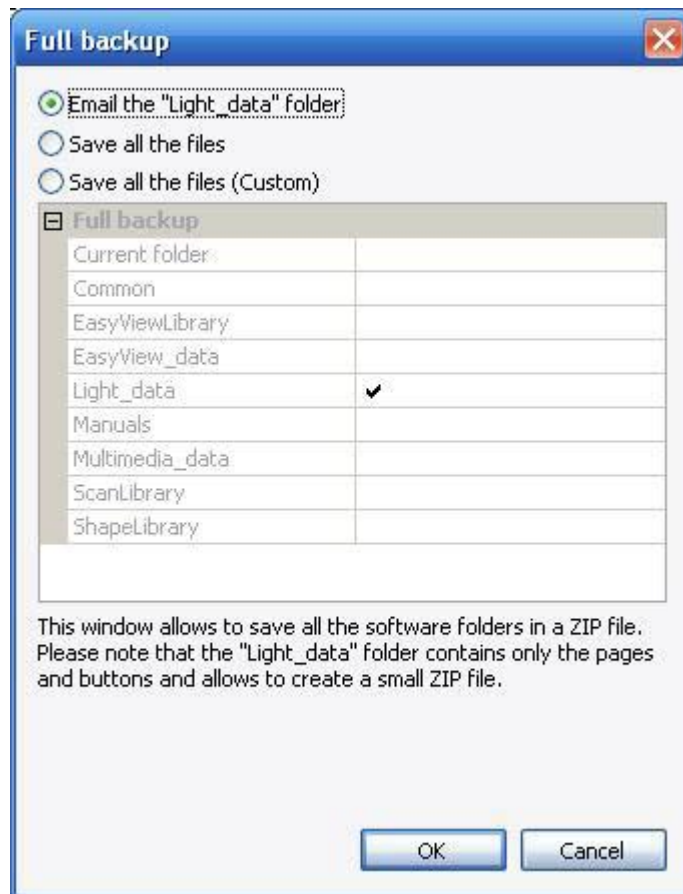 Full backup
Email the "Light_data" folder
Save all the files
Save all the files (Custom)
Full backup
Current folder
Common
EasyViewLibrary
EasyView_data
Light_data
Manuals
Multimedia_data
ScanLibrary
ShapeLibrary
This window allows to save all the software folders in a ZIP file.
Please note that the "Light_data" folder contains only the pages
and buttons and allows to create a small ZIP file.
OK Cancel